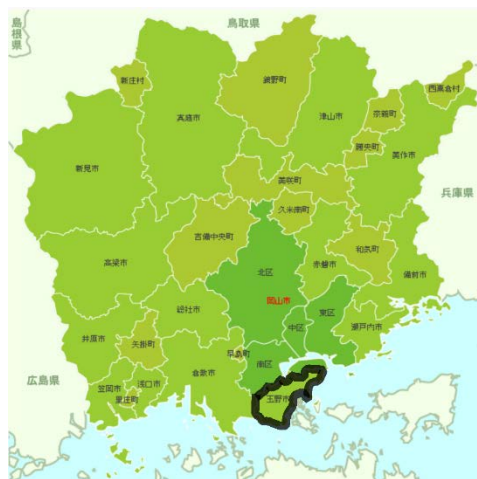 鳥取県
島根県
新庄村
真庭市
鏡野町
津山市
西粟倉村
奈義町
勝央町
美作市
新見市
美咲町
兵庫県
久米南町
吉備中央町
和気町
高梁市
北区
赤磐市
備前市
岡山市
総社市
東区
中区
瀬戸内市
井原市
矢掛町
早島町
南区
広島県
笠岡市
浅口市
倉敷市
里庄町
玉野市